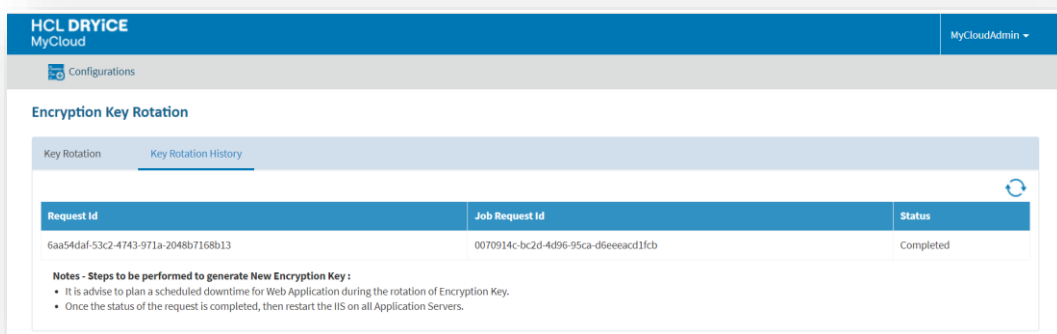 HCL DRYiCE
MyCloud
MyCloudAdmin
Configurations
Encryption Key Rotation
Key Rotation Key Rotation History
Request Id Job Request Id Status
6aa54daf-53c2-4743-971a-2048b7168b13 0070914c-bc2d-4d96-95ca-d6eeeacd1fcb Completed
Notes - Steps to be performed to generate New Encryption Key :
• It is advise to plan a scheduled downtime for Web Application during the rotation of Encryption Key.
• Once the status of the request is completed, then restart the IIS on all Application Servers.